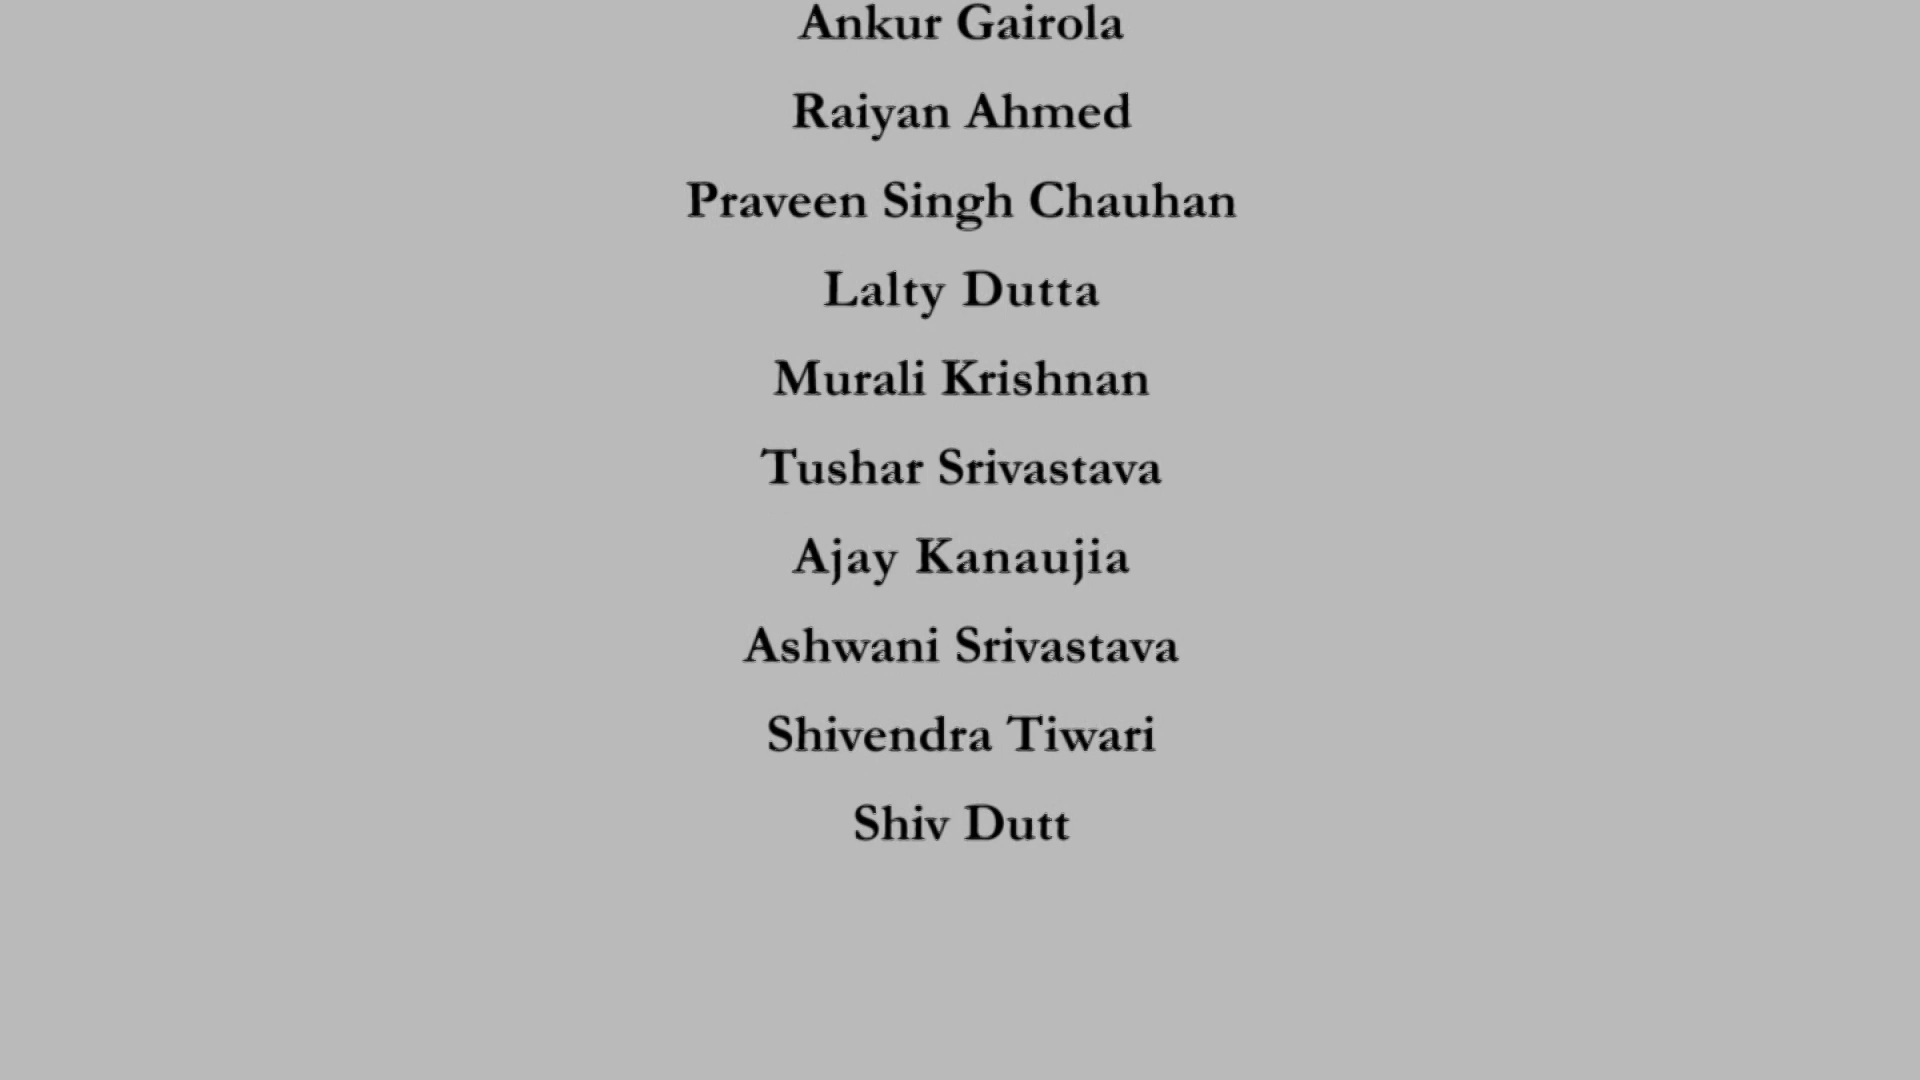 Ankur Gairola
Raiyan Ahmed
Praveen Singh Chauhan
Lalty Dutta
Murali Krishnan
Tushar Srivastava
Ajay Kanaujia
Ashwani Srivastava
Shivendra Tiwari
Shiv Dutt